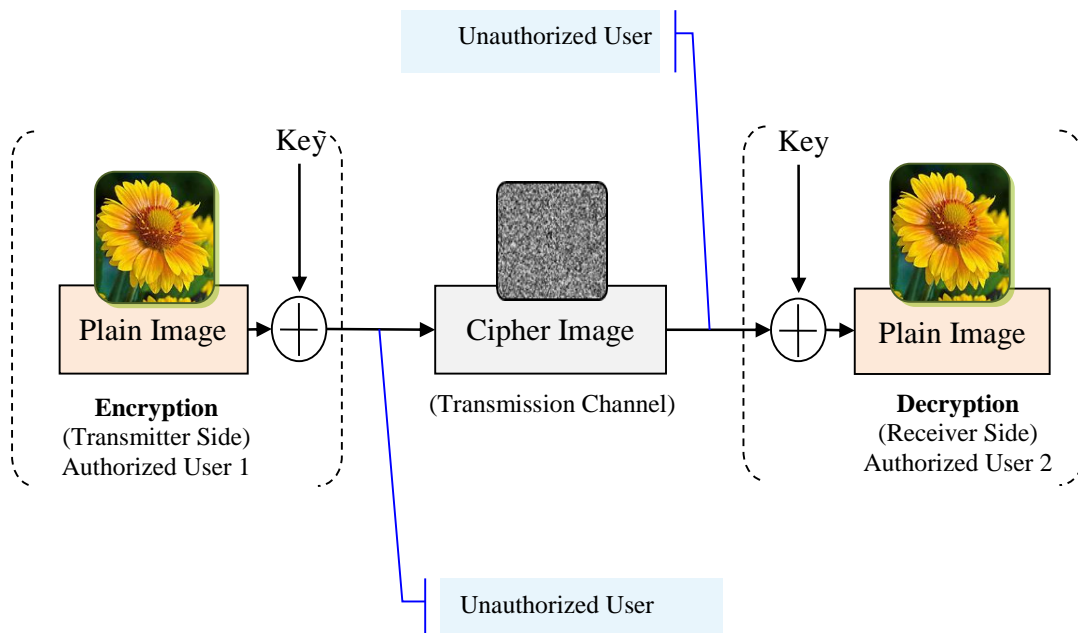 Unauthorized User
Key
Key
Plain Image
Cipher Image
Plain Image
Encryption
(Transmitter Side)
Authorized User 1
(Transmission Channel)
Decryption
(Receiver Side)
Authorized User 2
Unauthorized User